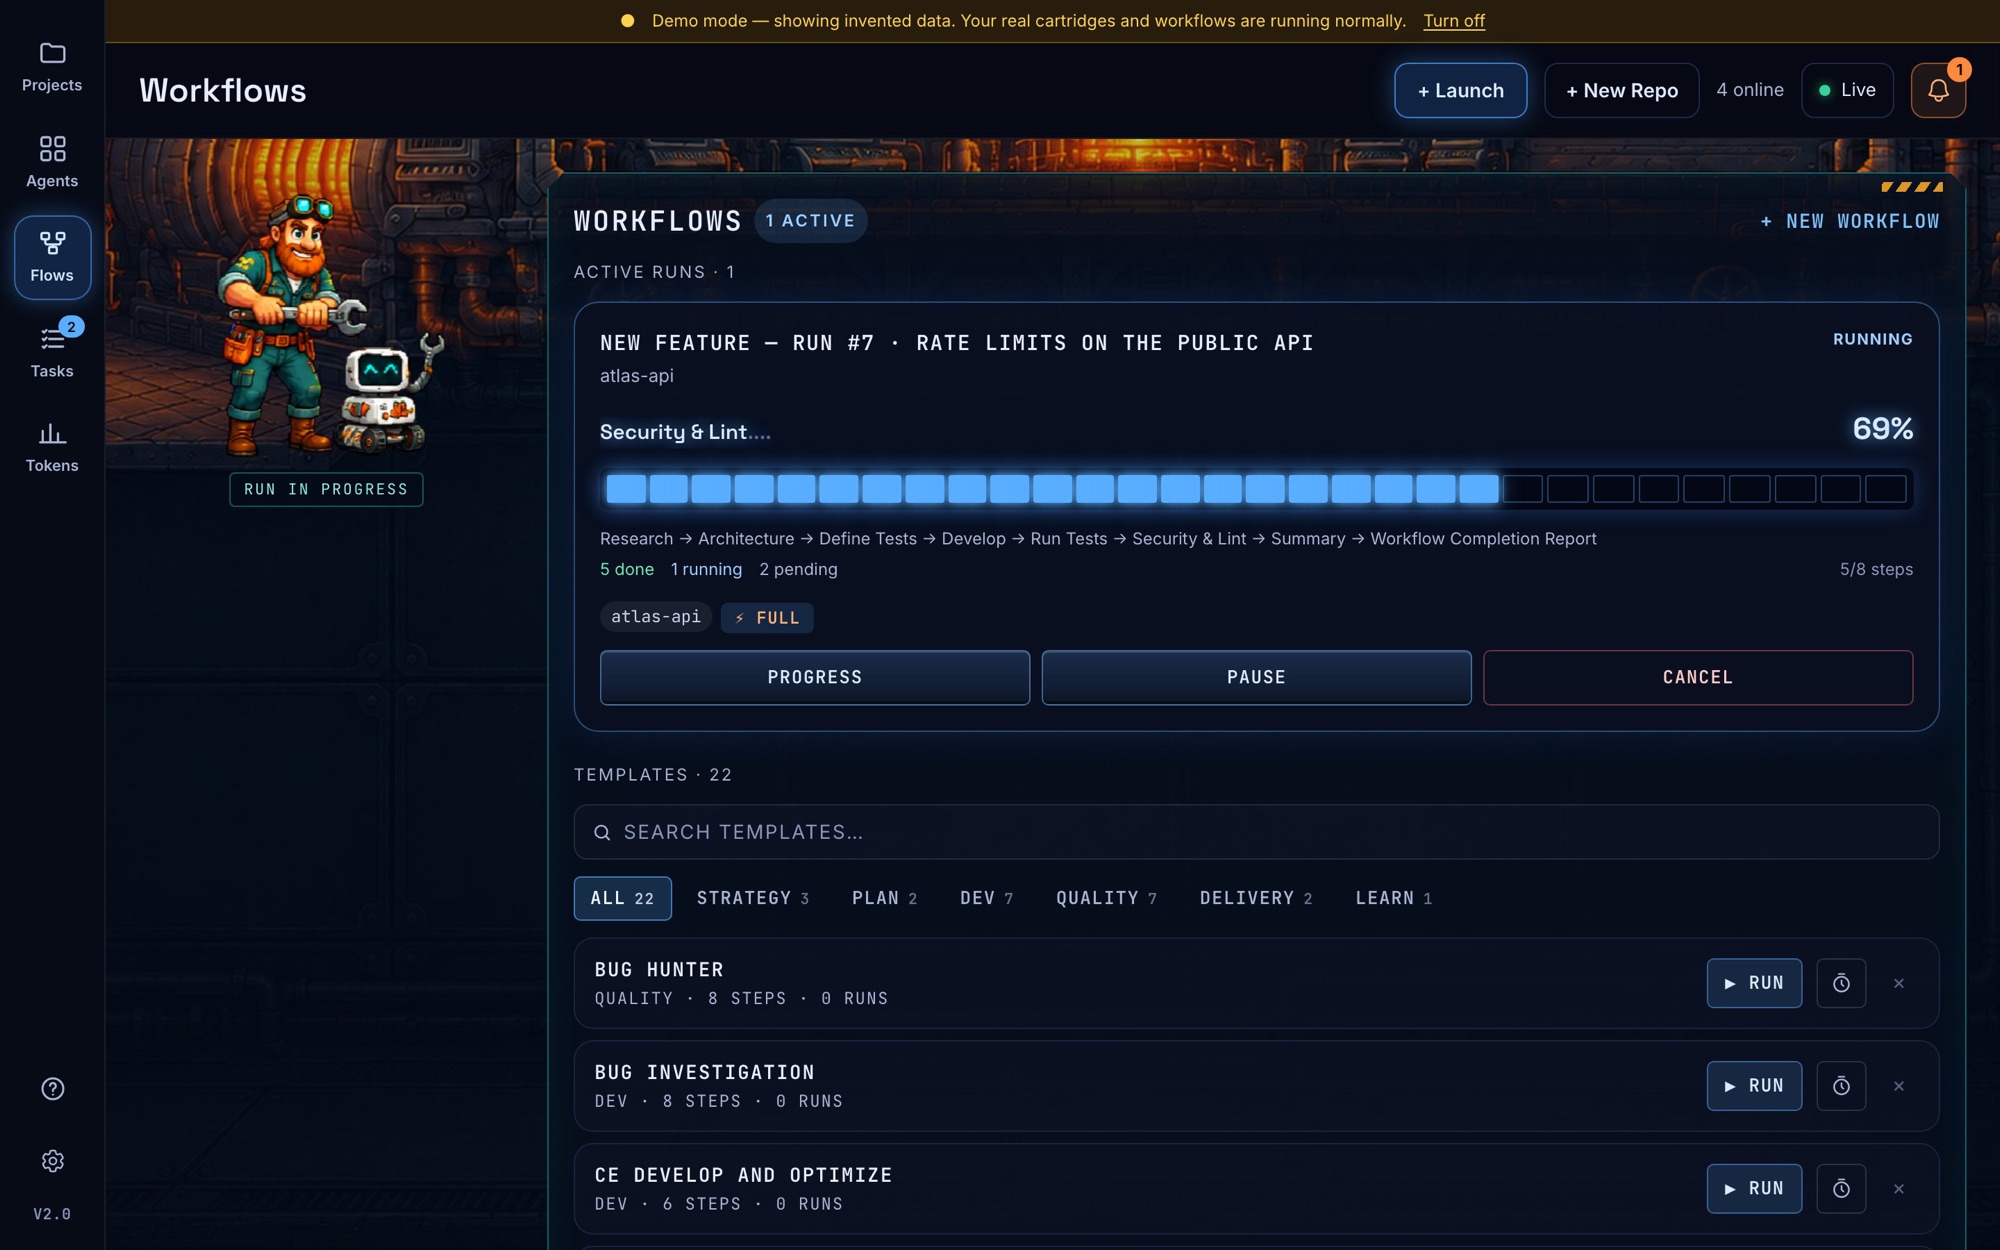 Demo mode — showing invented data. Your real cartridges and workflows are running normally. Turn off
Projects
Agents
Flows
2
Tasks
Tokens
V2.0
Workflows
+ Launch
+ New Repo
4 online
Live
1
RUN IN PROGRESS
WORKFLOWS 1 ACTIVE
+ NEW WORKFLOW
ACTIVE RUNS · 1
NEW FEATURE — RUN #7 · RATE LIMITS ON THE PUBLIC API
RUNNING
atlas-api
Security & Lint....
69%
Research → Architecture → Define Tests → Develop → Run Tests → Security & Lint → Summary → Workflow Completion Report
5 done 1 running 2 pending
5/8 steps
atlas-api ⚡ FULL
PROGRESS
PAUSE
CANCEL
TEMPLATES · 22
SEARCH TEMPLATES…
ALL 22 STRATEGY 3 PLAN 2 DEV 7 QUALITY 7 DELIVERY 2 LEARN 1
BUG HUNTER
QUALITY · 8 STEPS · 0 RUNS
▶ RUN ×
BUG INVESTIGATION
DEV · 8 STEPS · 0 RUNS
▶ RUN ×
CE DEVELOP AND OPTIMIZE
DEV · 6 STEPS · 0 RUNS
▶ RUN ×